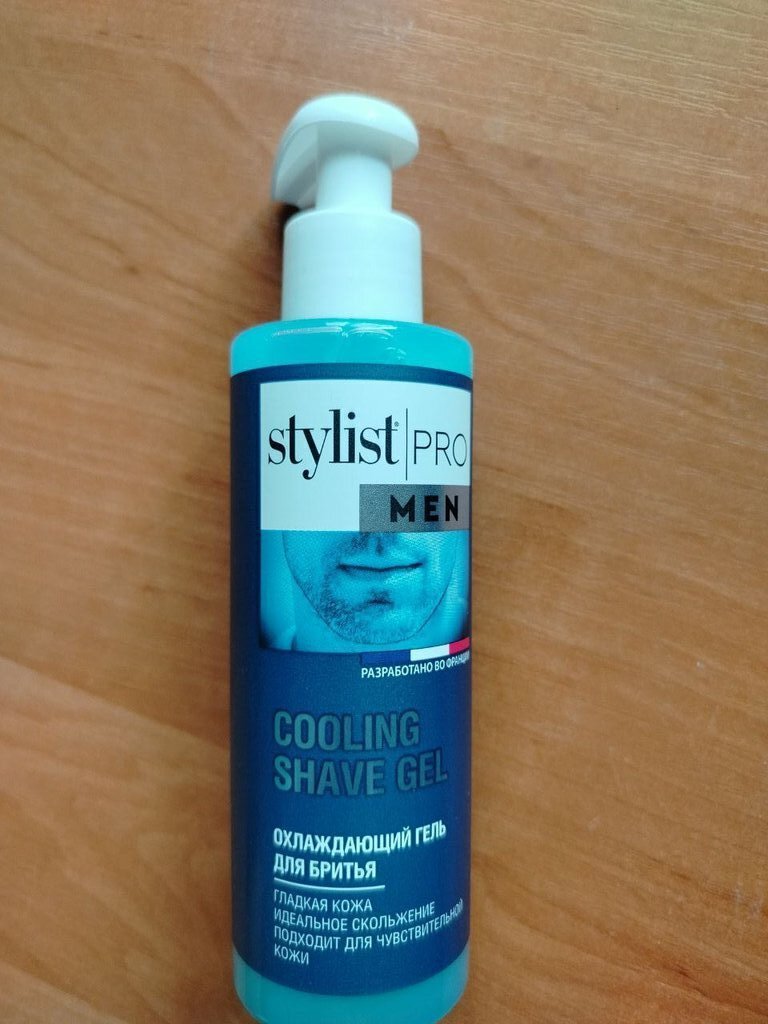 stylist® PRO
MEN
РАЗРАБОТАНО ВО ФРАНЦИИ
COOLING
SHAVE GEL
ОХЛАЖДАЮЩИЙ ГЕЛЬ
ДЛЯ БРИТЬЯ
ГЛАДКАЯ КОЖА
ИДЕАЛЬНОЕ СКОЛЬЖЕНИЕ
ПОДХОДИТ ДЛЯ ЧУВСТВИТЕЛЬНОЙ
КОЖИ